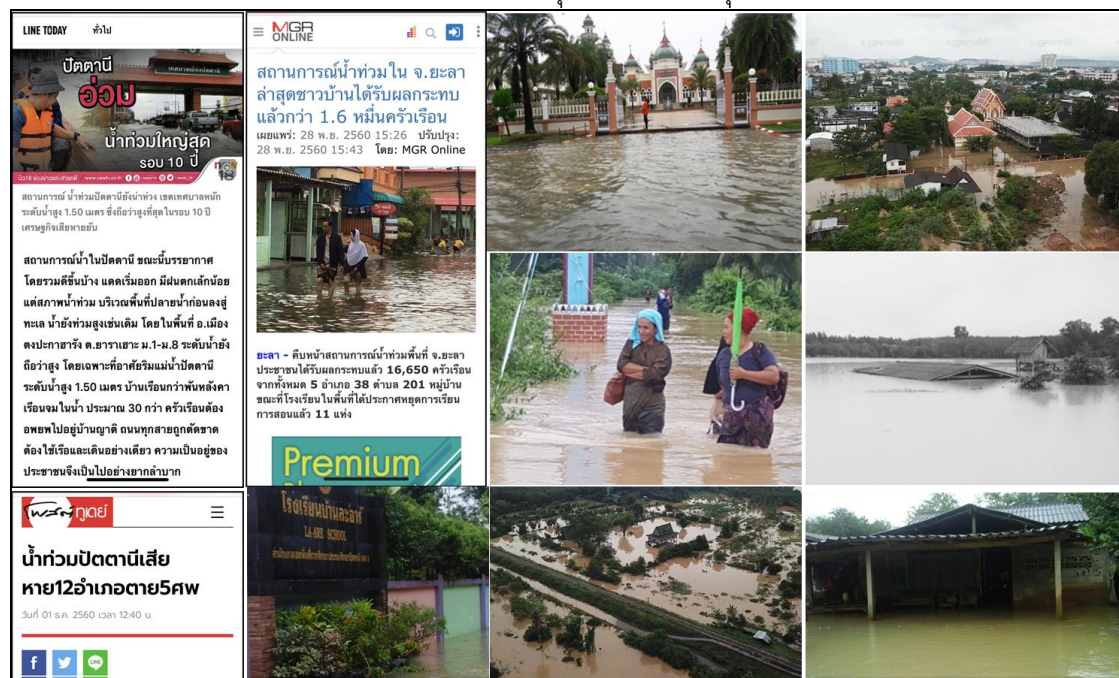 LINE TODAY ทั่วไป
ปัตตานี
อ่วม
น้ำท่วมใหญ่สุด
รอบ 10 ปี
สถานการณ์ น้ำท่วมปัตตานียังน่าห่วง เขตเทศบาลหนัก
ระดับน้ำสูง 1.50 เมตร ซึ่งถือว่าสูงที่สุดในรอบ 10 ปี
เศรษฐกิจเสียหายยับ
สถานการณ์น้ำในปัตตานี ขณะนี้บรรยากาศ
โดยรวมดีขึ้นบ้าง แดดเริ่มออก มีฝนตกเล็กน้อย
แต่สภาพน้ำท่วม บริเวณพื้นที่ปลายน้ำก่อนลงสู่
ทะเล น้ำยังท่วมสูงเช่นเดิม โดยในพื้นที่ อ.เมือง
ตงปะกาฮารัง ต.ยาราเฮาะ ม.1-ม.8 ระดับน้ำยัง
ถือว่าสูง โดยเฉพาะที่อาศัยริมแม่น้ำปัตตานี
ระดับน้ำสูง 1.50 เมตร บ้านเรือนกว่าพันหลังคา
เรือนจมในน้ำ ประมาณ 30 กว่า ครัวเรือนต้อง
อพยพไปอยู่บ้านญาติ ถนนทุกสายถูกตัดขาด
ต้องใช้เรือและเดินอย่างเดียว ความเป็นอยู่ของ
ประชาชนจึงเป็นไปอย่างยากลำบาก
MGR
ONLINE
สถานการณ์น้ำท่วมใน จ.ยะลา
ล่าสุดชาวบ้านได้รับผลกระทบ
แล้วกว่า 1.6 หมื่นครัวเรือน
เผยแพร่: 28 พ.ย. 2560 15:26 ปรับปรุง:
28 พ.ย. 2560 15:43 โดย: MGR Online
ยะลา - คืบหน้าสถานการณ์น้ำท่วมพื้นที่ จ.ยะลา
ประชาชนได้รับผลกระทบแล้ว 16,650 ครัวเรือน
จากทั้งหมด 5 อำเภอ 38 ตำบล 201 หมู่บ้าน
ขณะที่โรงเรียนในพื้นที่ได้ประกาศหยุดการเรียน
การสอนแล้ว 11 แห่ง
Premium
โพสต์ทูเดย์
น้ำท่วมปัตตานีเสีย
หาย12อำเภอตาย5ศพ
วันที่ 01 ธ.ค. 2560 เวลา 12:40 น.
โรงเรียนบ้านละอาร์
LA-ARE SCHOOL